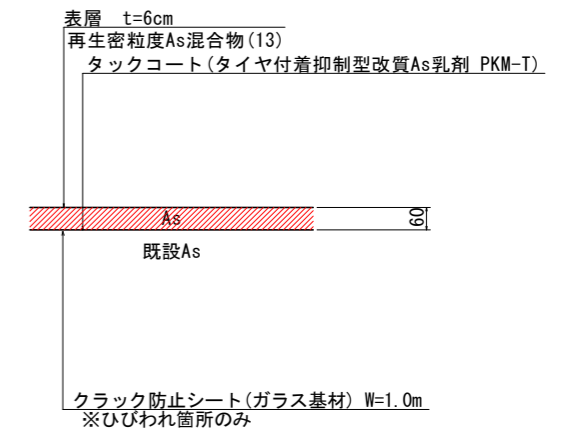 表層　t=6cm
再生密粒度As混合物(13)
タックコート(タイヤ付着抑制型改質As乳剤 PKM-T)
As
60
既設As
クラック防止シート(ガラス基材) W=1.0m
※ひびわれ箇所のみ